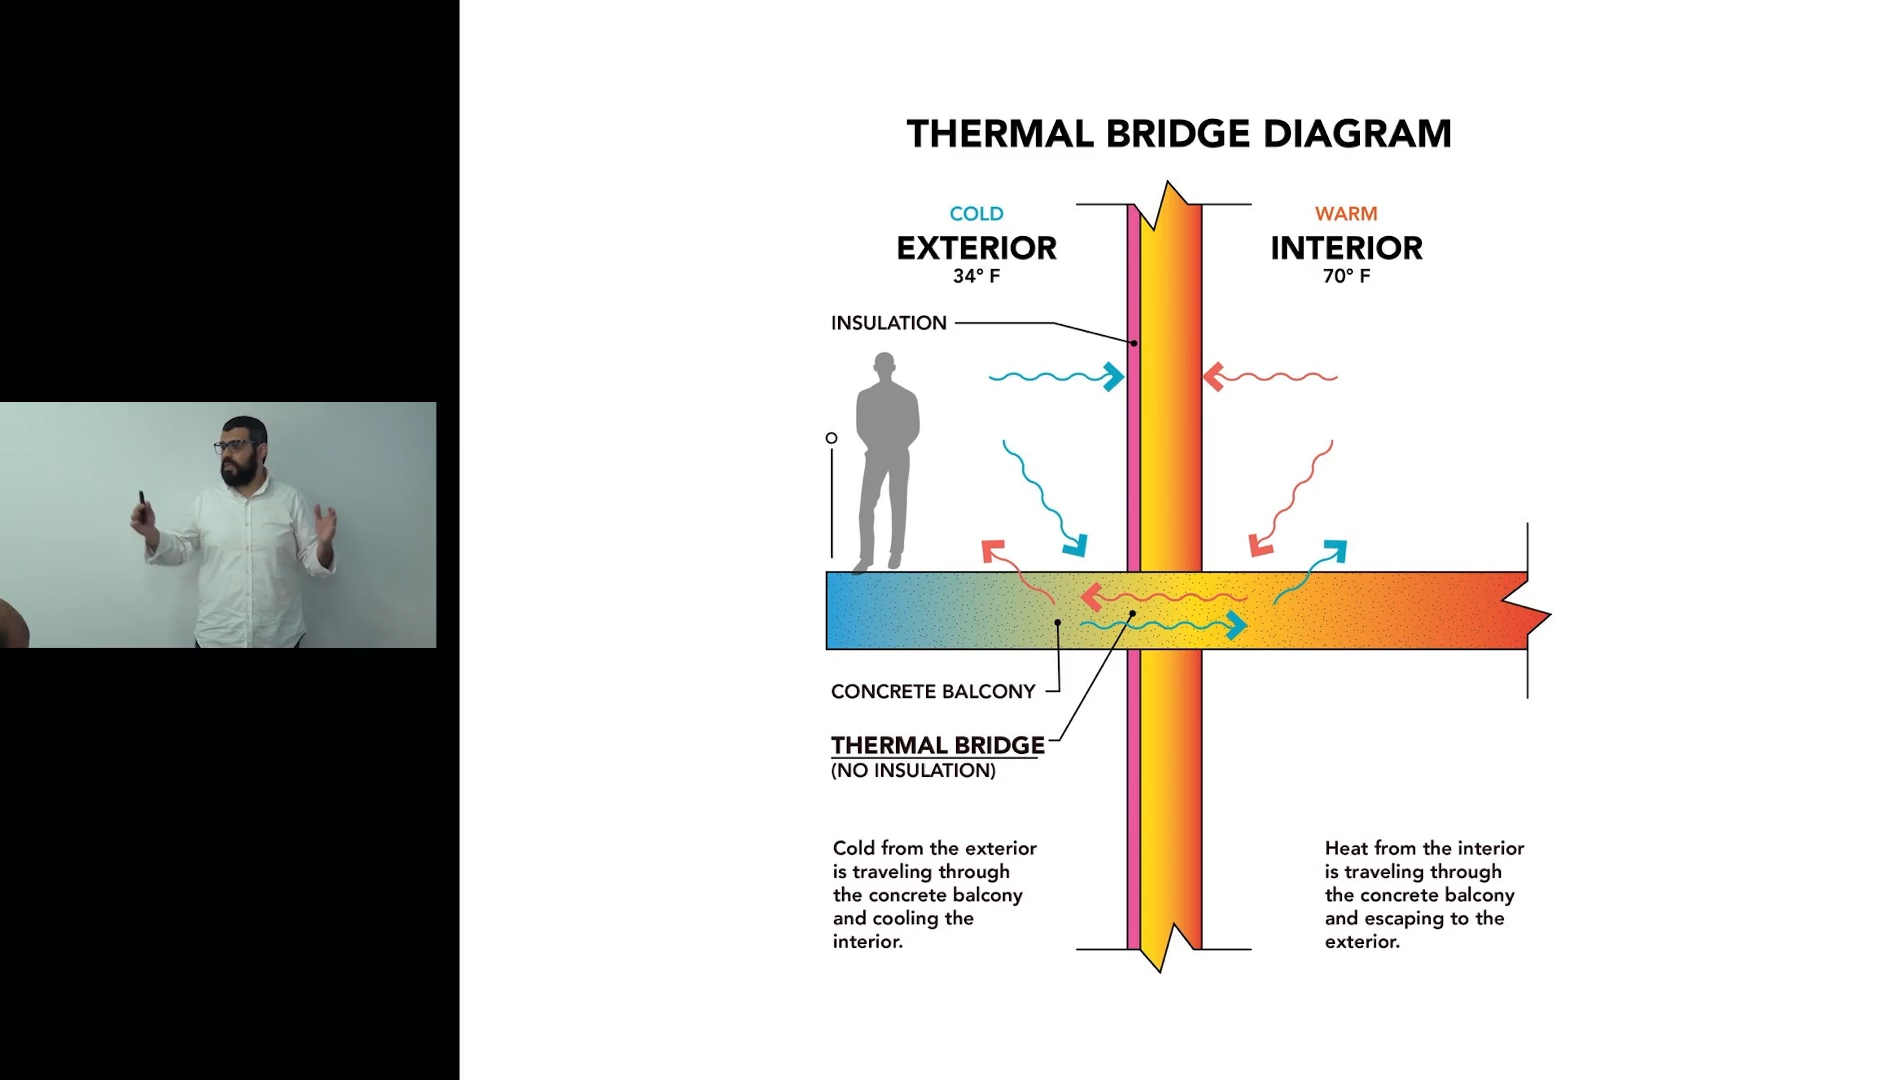 THERMAL BRIDGE DIAGRAM
COLD
EXTERIOR
34° F
WARM
INTERIOR
70° F
INSULATION
CONCRETE BALCONY
THERMAL BRIDGE
(NO INSULATION)
Cold from the exterior
is traveling through
the concrete balcony
and cooling the
interior.
Heat from the interior
is traveling through
the concrete balcony
and escaping to the
exterior.